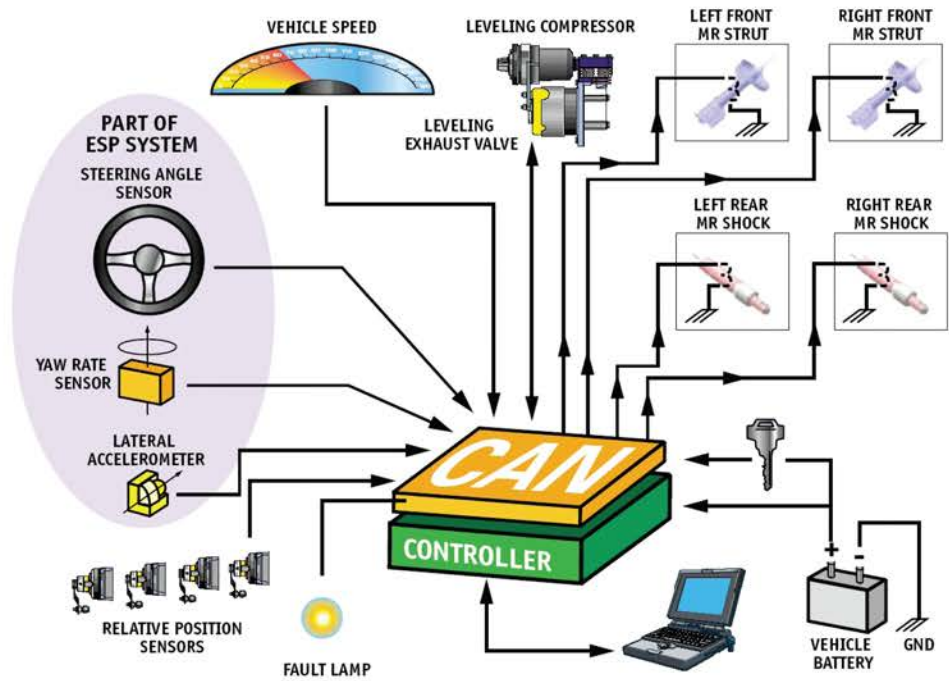 VEHICLE SPEED
LEVELING COMPRESSOR
LEFT FRONT
MR STRUT
RIGHT FRONT
MR STRUT
LEVELING
EXHAUST VALVE
PART OF
ESP SYSTEM
STEERING ANGLE
SENSOR
LEFT REAR
MR SHOCK
RIGHT REAR
MR SHOCK
YAW RATE
SENSOR
LATERAL
ACCELEROMETER
CAN
CONTROLLER
+ -
RELATIVE POSITION
SENSORS
FAULT LAMP
VEHICLE
BATTERY
GND